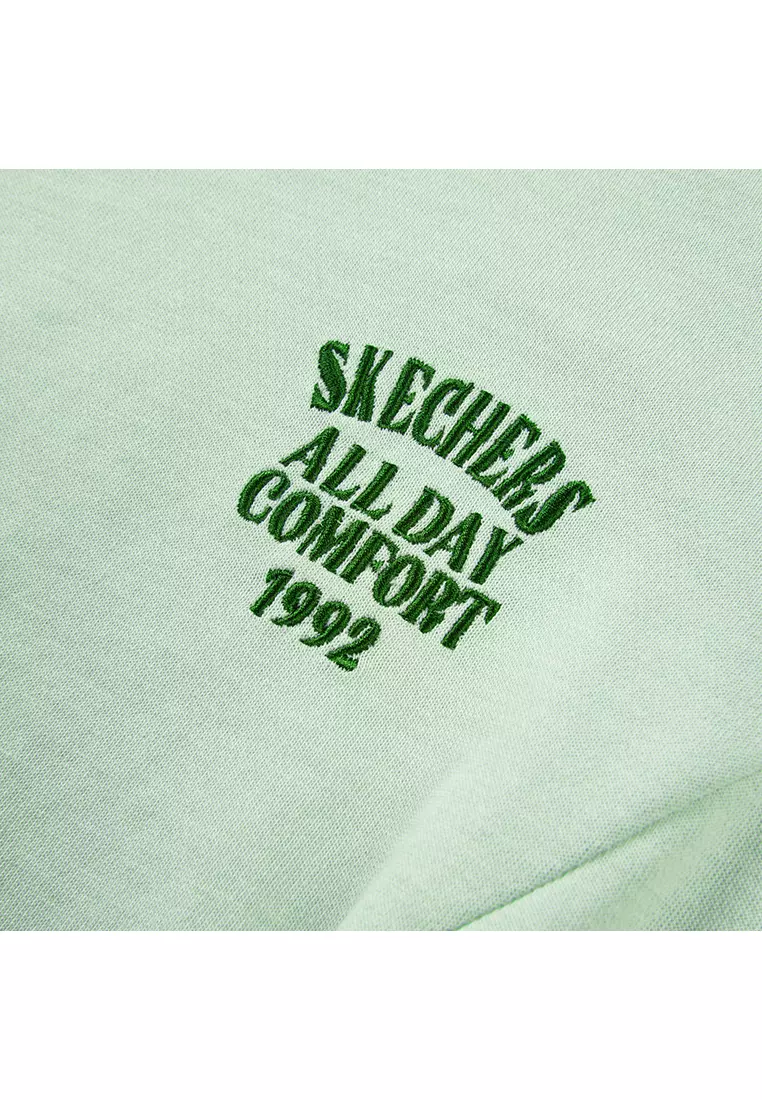 SKECHERS
ALL DAY
COMFORT
1992